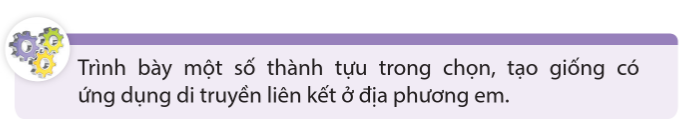 Trình bày một số thành tựu trong chọn, tạo giống có
ứng dụng di truyền liên kết ở địa phương em.